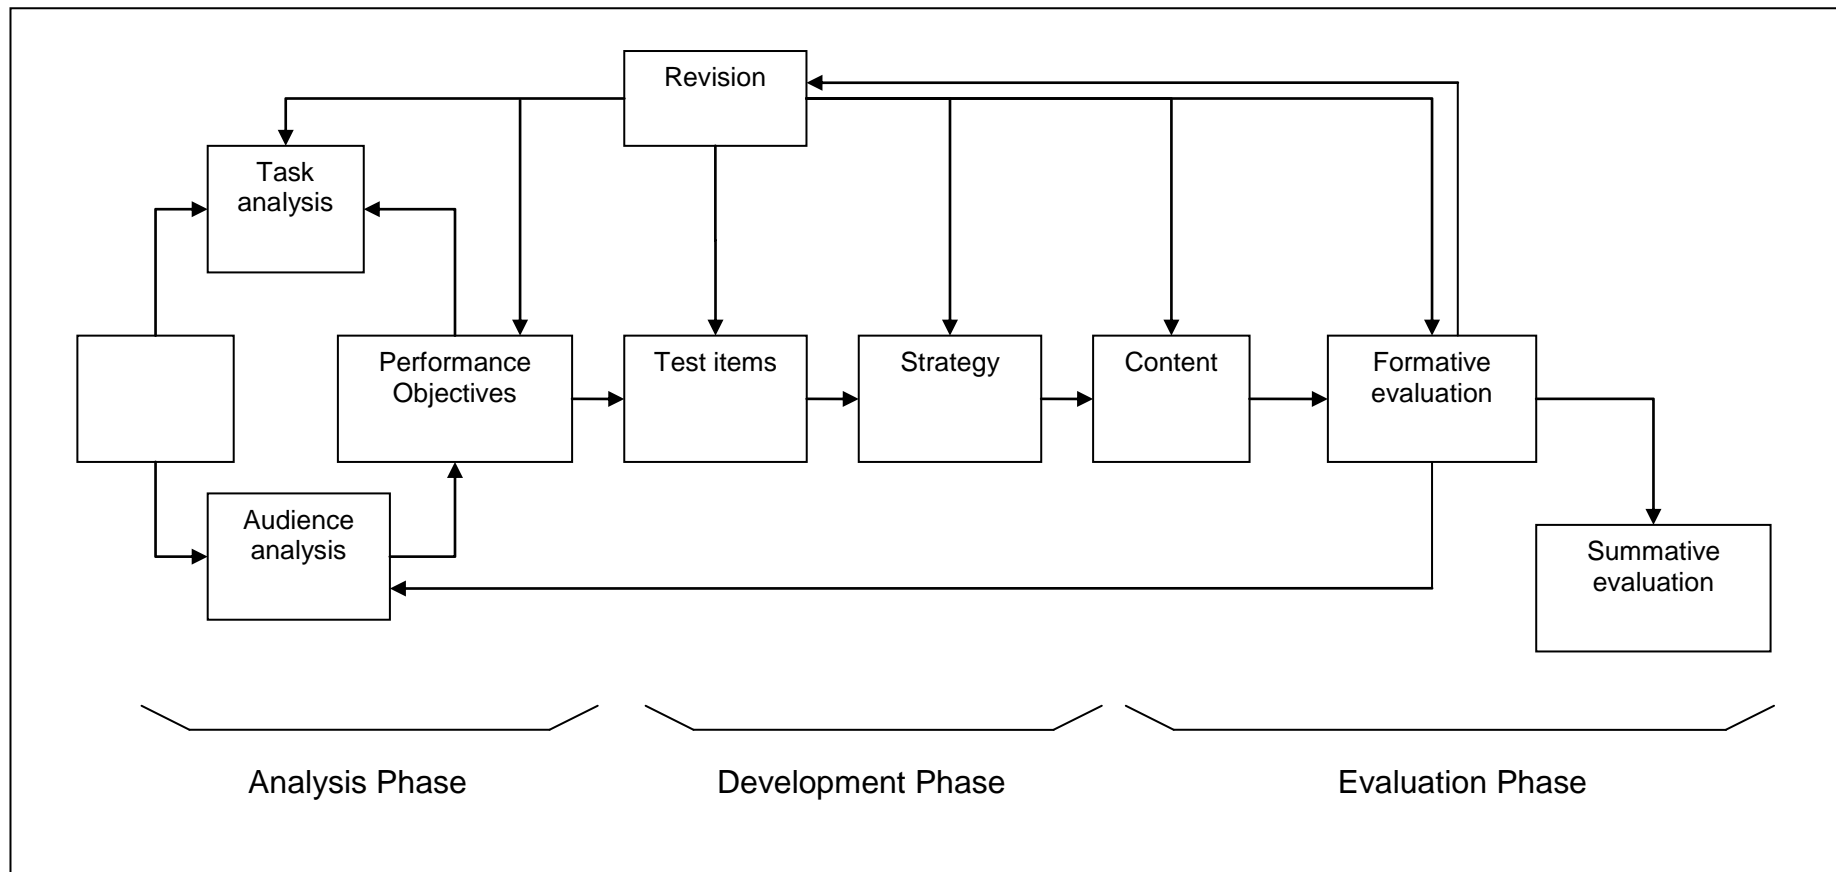 Revision
Task
analysis
Performance
Objectives
Test items
Strategy
Content
Formative
evaluation
Audience
analysis
Summative
evaluation
Analysis Phase
Development Phase
Evaluation Phase